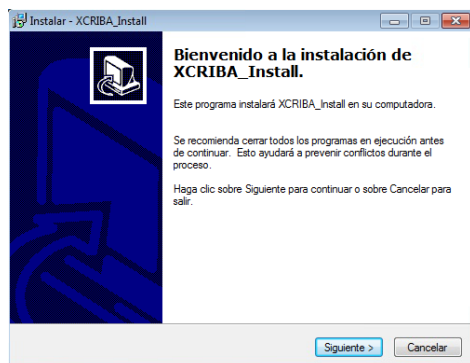 Instalar - XCRIBA_Install
Bienvenido a la instalación de
XCRIBA_Install.
Este programa instalará XCRIBA_Install en su computadora.
Se recomienda cerrar todos los programas en ejecución antes
de continuar. Esto ayudará a prevenir conflictos durante el
proceso.
Haga clic sobre Siguiente para continuar o sobre Cancelar para
salir.
Siguiente >
Cancelar